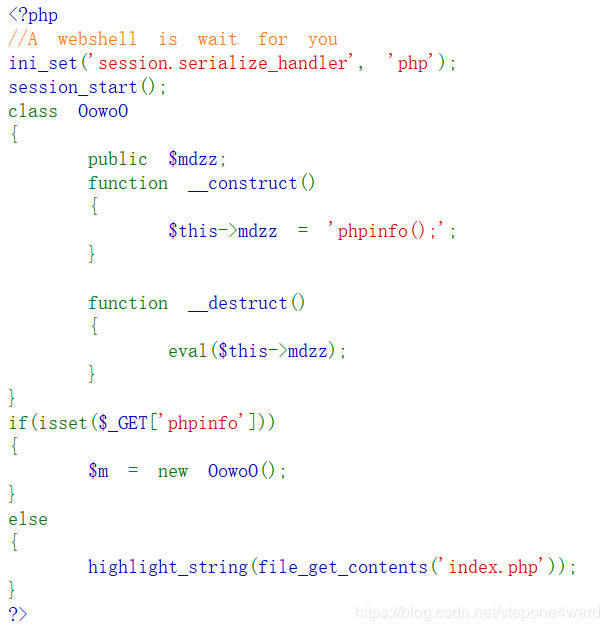 <?php
//A webshell is wait for you
ini_set('session.serialize_handler', 'php');
session_start();
class OowoO
{
public $mdzz;
function __construct()
{
$this->mdzz = 'phpinfo();';
}
function __destruct()
{
eval($this->mdzz);
}
}
if(isset($_GET['phpinfo']))
{
$m = new OowoO();
}
else
{
highlight_string(file_get_contents('index.php'));
}
?>
https://blog.csdn.net/stepone4ward